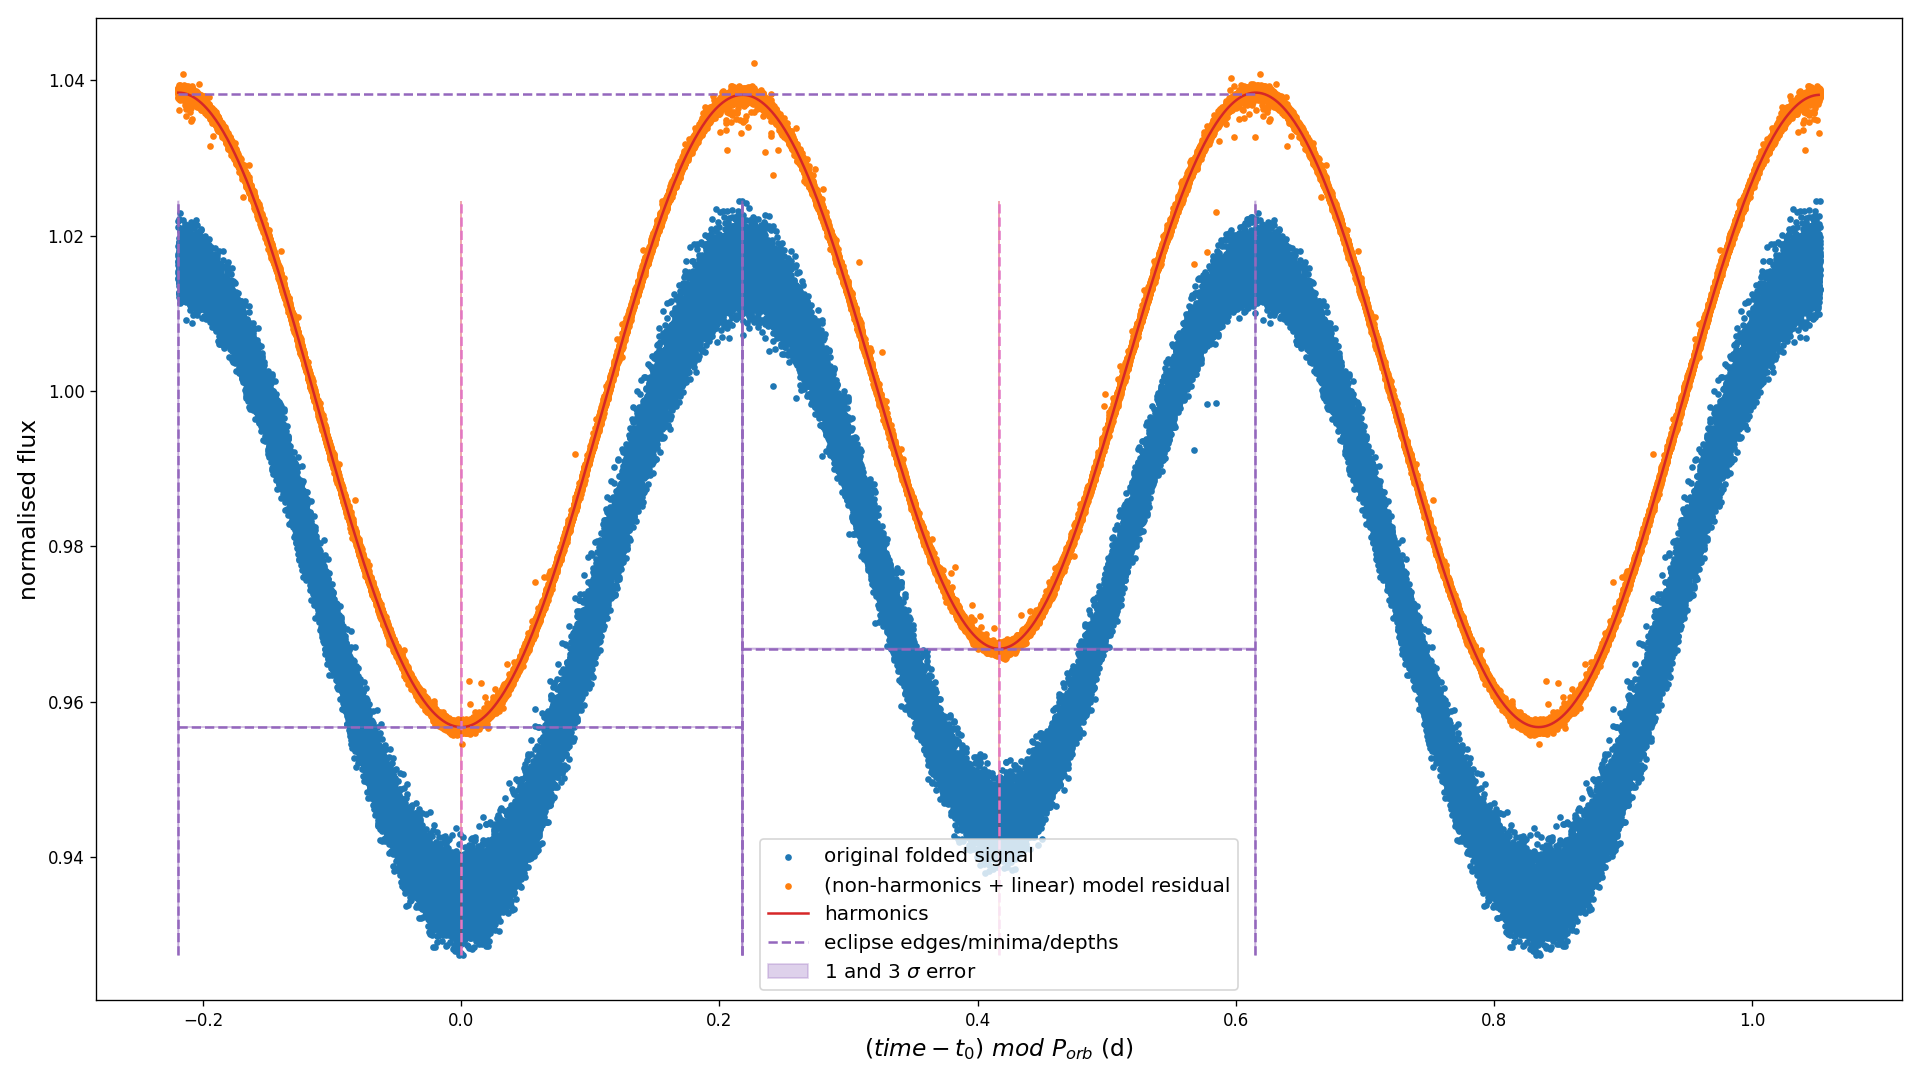 1.04
1.02
1.00
0.98
0.96
0.94
normalised flux
−0.2
0.0
0.2
0.4
0.6
0.8
1.0
(time − t₀) mod Pₒᵣᵦ (d)
original folded signal
(non-harmonics + linear) model residual
harmonics
eclipse edges/minima/depths
1 and 3 σ error